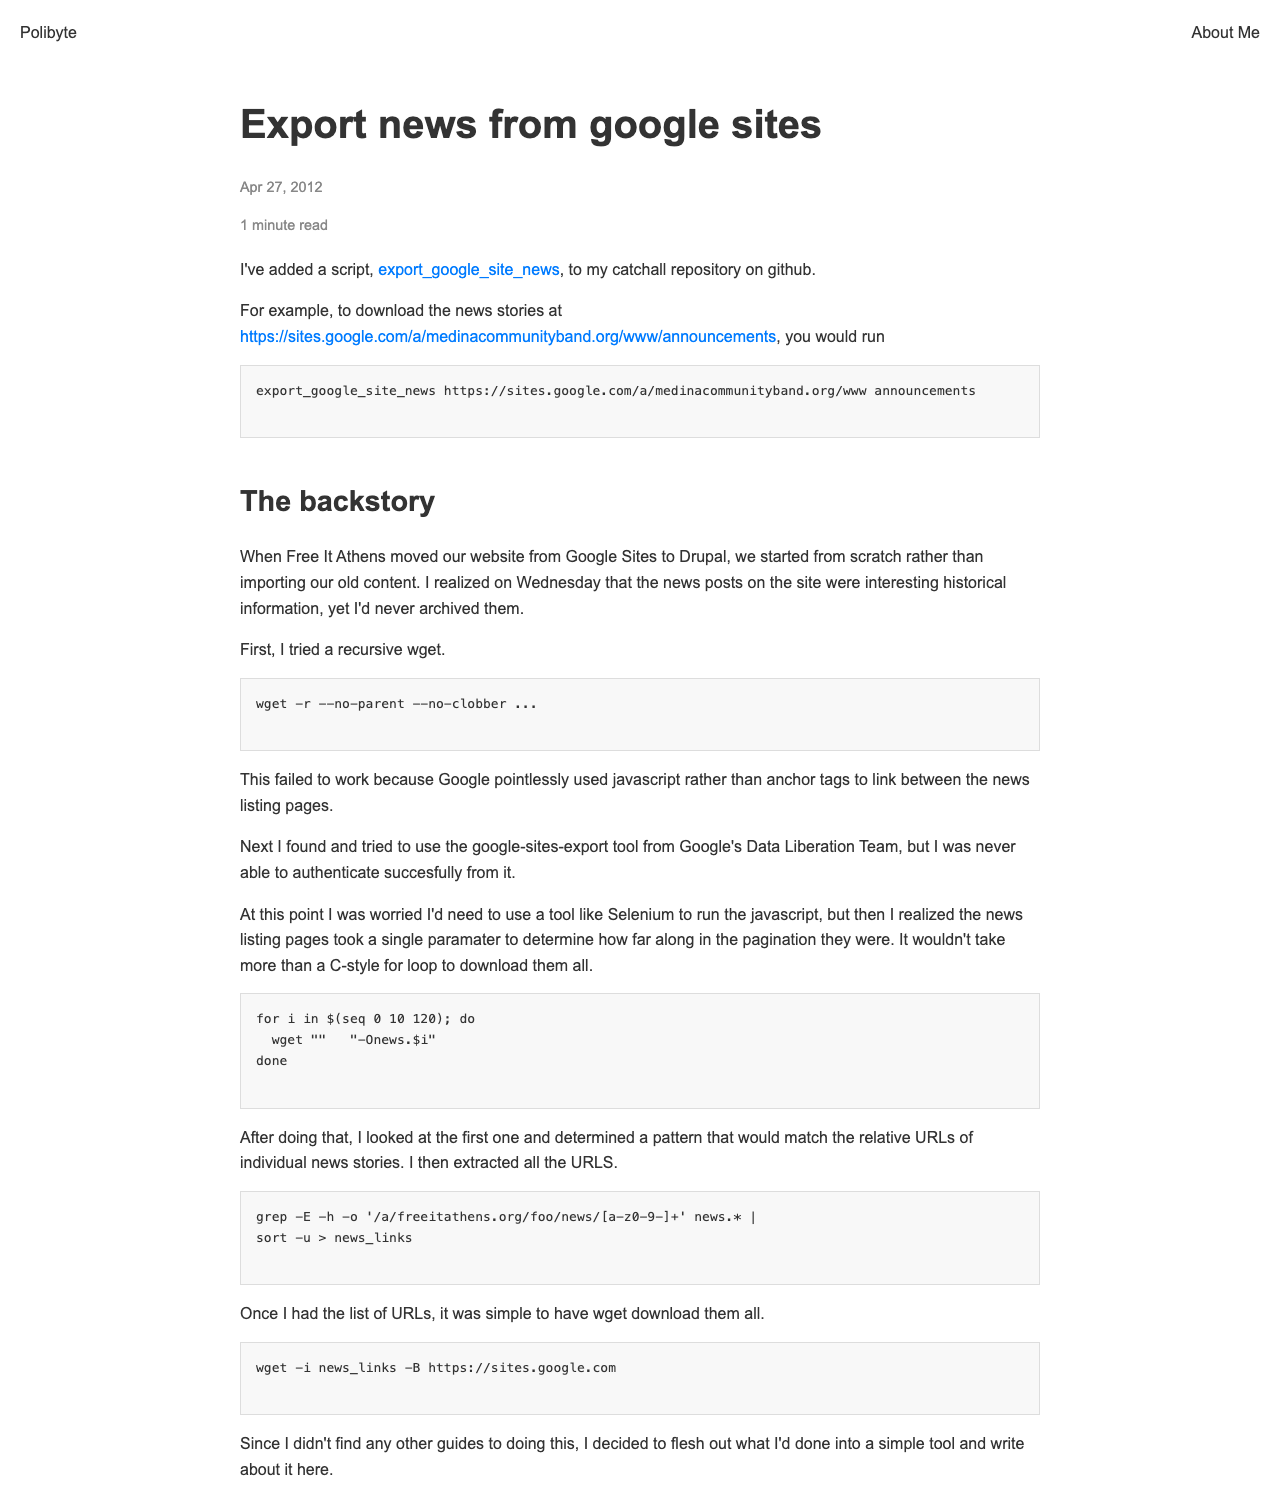 Polibyte
About Me
Export news from google sites
Apr 27, 2012
1 minute read
I've added a script, export_google_site_news, to my catchall repository on github.
For example, to download the news stories at
https://sites.google.com/a/medinacommunityband.org/www/announcements, you would run
export_google_site_news https://sites.google.com/a/medinacommunityband.org/www announcements
The backstory
When Free It Athens moved our website from Google Sites to Drupal, we started from scratch rather than
importing our old content. I realized on Wednesday that the news posts on the site were interesting historical
information, yet I'd never archived them.
First, I tried a recursive wget.
wget -r --no-parent --no-clobber ...
This failed to work because Google pointlessly used javascript rather than anchor tags to link between the news
listing pages.
Next I found and tried to use the google-sites-export tool from Google's Data Liberation Team, but I was never
able to authenticate succesfully from it.
At this point I was worried I'd need to use a tool like Selenium to run the javascript, but then I realized the news
listing pages took a single paramater to determine how far along in the pagination they were. It wouldn't take
more than a C-style for loop to download them all.
for i in $(seq 0 10 120); do
  wget ""   "-Onews.$i"
done
After doing that, I looked at the first one and determined a pattern that would match the relative URLs of
individual news stories. I then extracted all the URLS.
grep -E -h -o '/a/freeitathens.org/foo/news/[a-z0-9-]+' news.* |
sort -u > news_links
Once I had the list of URLs, it was simple to have wget download them all.
wget -i news_links -B https://sites.google.com
Since I didn't find any other guides to doing this, I decided to flesh out what I'd done into a simple tool and write
about it here.